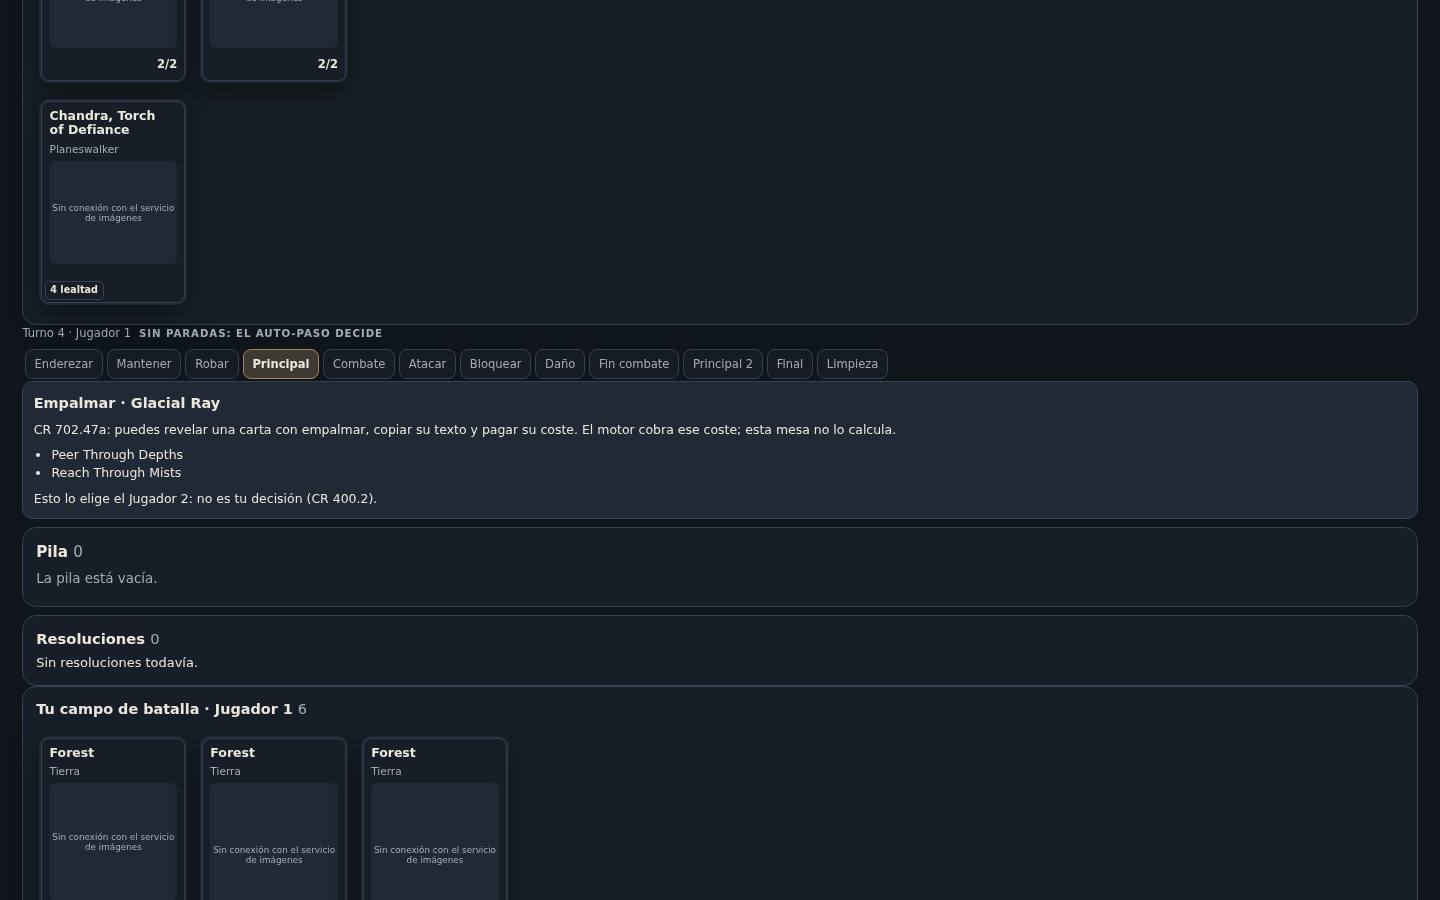 2/2
2/2
Chandra, Torch
of Defiance
Planeswalker
Sin conexión con el servicio
de imágenes
4 lealtad
Turno 4 · Jugador 1 SIN PARADAS: EL AUTO-PASO DECIDE
Enderezar Mantener Robar Principal Combate Atacar Bloquear Daño Fin combate Principal 2 Final Limpieza
Empalmar · Glacial Ray
CR 702.47a: puedes revelar una carta con empalmar, copiar su texto y pagar su coste. El motor cobra ese coste; esta mesa no lo calcula.
• Peer Through Depths
• Reach Through Mists
Esto lo elige el Jugador 2: no es tu decisión (CR 400.2).
Pila 0
La pila está vacía.
Resoluciones 0
Sin resoluciones todavía.
Tu campo de batalla · Jugador 1 6
Forest Forest Forest
Tierra Tierra Tierra
Sin conexión con el servicio
de imágenes
Sin conexión con el servicio
de imágenes
Sin conexión con el servicio
de imágenes